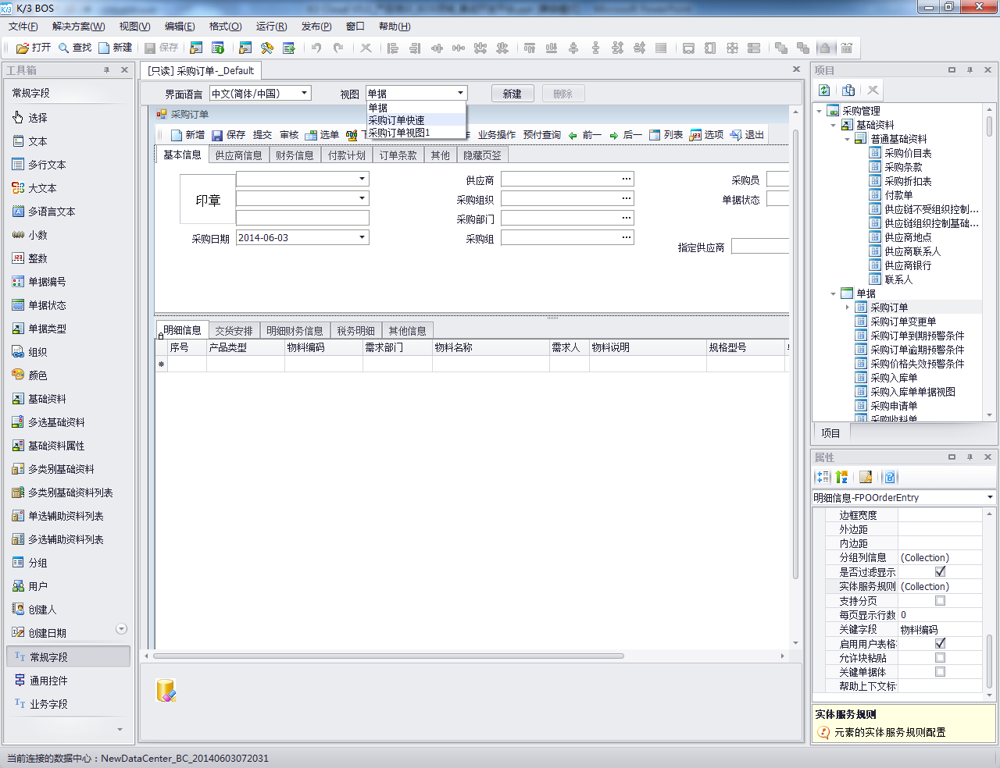 K/3 BOS
文件(F) 解决方案(W) 视图(V) 编辑(E) 格式(O) 运行(R) 发布(P) 窗口 帮助(H)
打开 查找 新建 保存
工具箱
常规字段
选择
文本
多行文本
大文本
多语言文本
小数
整数
单据编号
单据状态
单据类型
组织
颜色
基础资料
多选基础资料
基础资料属性
多类别基础资料
多类别基础资料列表
单选辅助资料列表
多选辅助资料列表
分组
用户
创建人
创建日期
常规字段
通用控件
业务字段
[只读] 采购订单-_Default
界面语言 中文(简体/中国) 视图 单据 新建 删除
单据
采购订单快速
采购订单视图1
采购订单
新增 保存 提交 审核 选单 业务操作 预付查询 前一 后一 列表 选项 退出
基本信息 供应商信息 财务信息 付款计划 订单条款 其他 隐藏页签
印章
供应商 采购员
采购组织 单据状态
采购部门
采购日期 2014-06-03 采购组
指定供应商
明细信息 交货安排 明细财务信息 税务明细 其他信息
序号 产品类型 物料编码 需求部门 物料名称 需求人 物料说明 规格型号
项目
采购管理
基础资料
普通基础资料
采购价目表
采购条款
采购折扣表
付款单
供应链不受组织控制...
供应链组织控制基础...
供应商地点
供应商联系人
供应商银行
联系人
单据
采购订单
采购订单变更单
采购订单到期预警条件
采购订单逾期预警条件
采购价格失效预警条件
采购入库单
采购入库单单据视图
采购申请单
采购收料单
项目
属性
明细信息-FPOOrderEntry
边框宽度
外边距
内边距
分组列信息 (Collection)
是否过滤显示
实体服务规则 (Collection)
支持分页
每页显示行数 0
关键字段 物料编码
启用用户表格
允许块粘贴
关键单据体
帮助上下文标
实体服务规则
元素的实体服务规则配置
当前连接的数据中心：NewDataCenter_BC_20140603072031